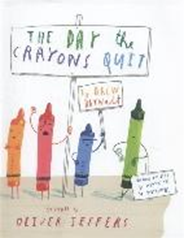 THE DAY the
CRAYONS QUIT
by DREW
DAYWALT
OLIVER JEFFERS